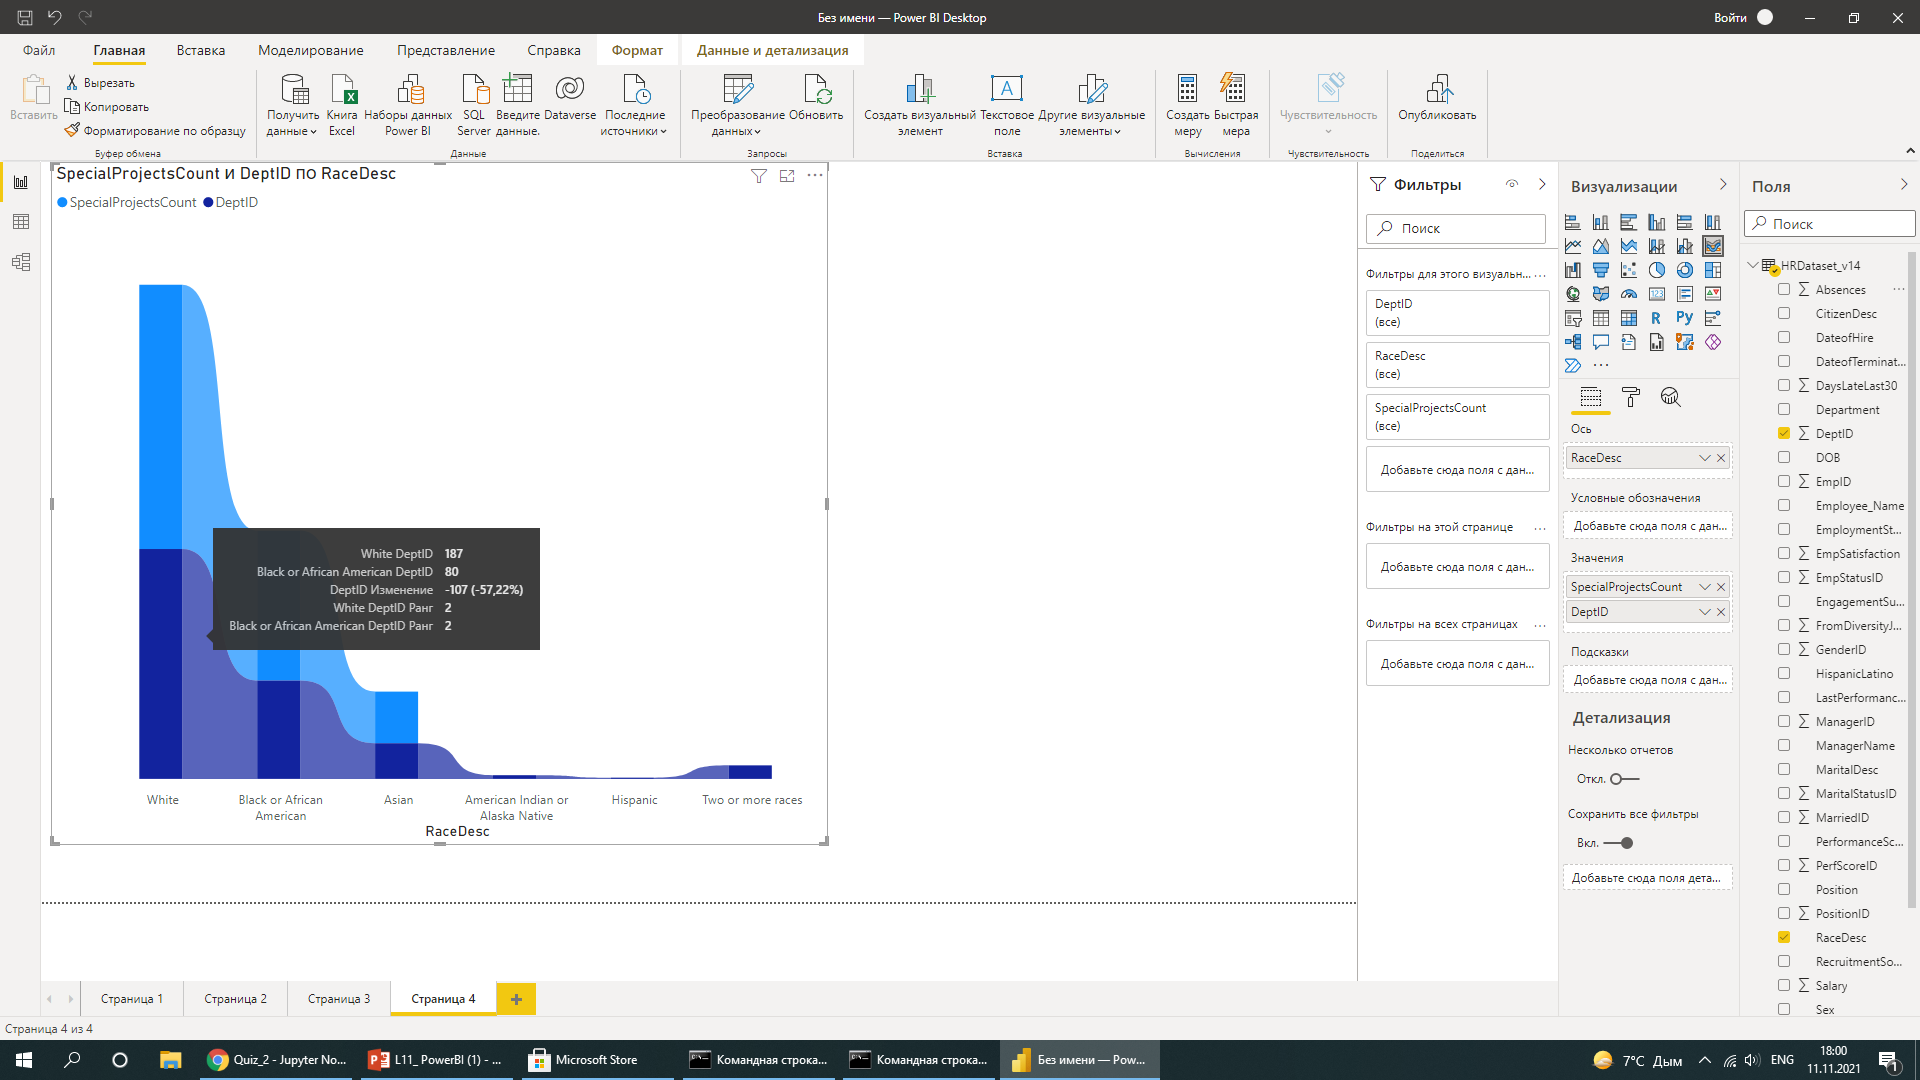 Без имени — Power BI Desktop
Войти
Файл
Главная
Вставка
Моделирование
Представление
Справка
Формат
Данные и детализация
Вставить
Вырезать
Копировать
Форматирование по образцу
Буфер обмена
Получить
данные
Книга
Excel
Наборы данных
Power BI
SQL
Server
Введите
данные.
Dataverse
Последние
источники
Данные
Преобразование
данных
Обновить
Запросы
Создать визуальный
элемент
Текстовое
поле
Другие визуальные
элементы
Вставка
Создать
меру
Быстрая
мера
Вычисления
Чувствительность
Чувствительность
Опубликовать
Поделиться
SpecialProjectsCount и DeptID по RaceDesc
SpecialProjectsCount
DeptID
White DeptID 187
Black or African American DeptID 80
DeptID Изменение -107 (-57,22%)
White DeptID Ранг 2
Black or African American DeptID Ранг 2
White
Black or African
American
Asian
American Indian or
Alaska Native
Hispanic
Two or more races
RaceDesc
Фильтры
Поиск
Фильтры для этого визуальн... ...
DeptID
(все)
RaceDesc
(все)
SpecialProjectsCount
(все)
Добавьте сюда поля с дан...
Фильтры на этой странице ...
Добавьте сюда поля с дан...
Фильтры на всех страницах ...
Добавьте сюда поля с дан...
Визуализации
R
Py
123
...
Ось
RaceDesc
Условные обозначения
Добавьте сюда поля с дан...
Значения
SpecialProjectsCount
DeptID
Подсказки
Добавьте сюда поля с дан...
Детализация
Несколько отчетов
Откл.
Сохранить все фильтры
Вкл.
Добавьте сюда поля дета...
Поля
Поиск
HRDataset_v14
∑ Absences ...
CitizenDesc
DateofHire
DateofTerminat...
∑ DaysLateLast30
Department
∑ DeptID
DOB
∑ EmpID
Employee_Name
EmploymentSt...
∑ EmpSatisfaction
∑ EmpStatusID
EngagementSu...
∑ FromDiversityJ...
∑ GenderID
HispanicLatino
LastPerformanc...
∑ ManagerID
ManagerName
MaritalDesc
∑ MaritalStatusID
∑ MarriedID
PerformanceSc...
∑ PerfScoreID
Position
∑ PositionID
RaceDesc
RecruitmentSo...
∑ Salary
Sex
Страница 1
Страница 2
Страница 3
Страница 4
+
Страница 4 из 4
Quiz_2 - Jupyter No...
L11_ PowerBI (1) - ...
Microsoft Store
Командная строка...
Командная строка...
Без имени — Pow...
7°C Дым
ENG
18:00
11.11.2021
1